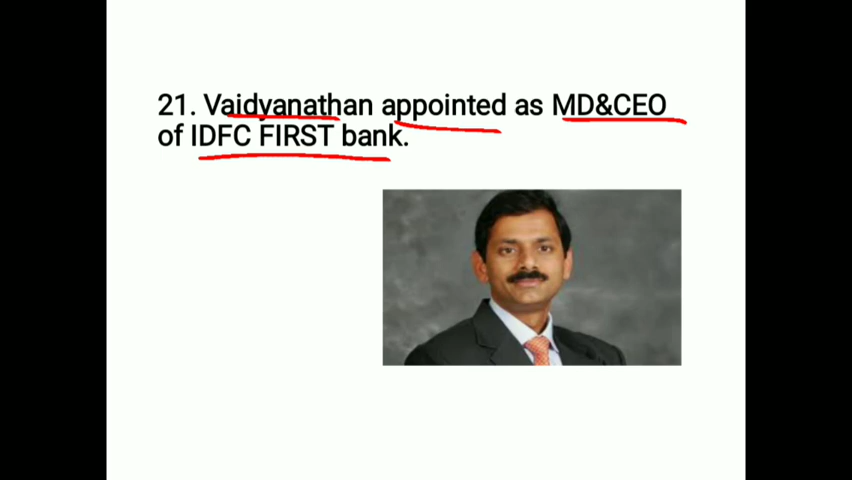 21. Vaidyanathan appointed as MD&CEO
of IDFC FIRST bank.